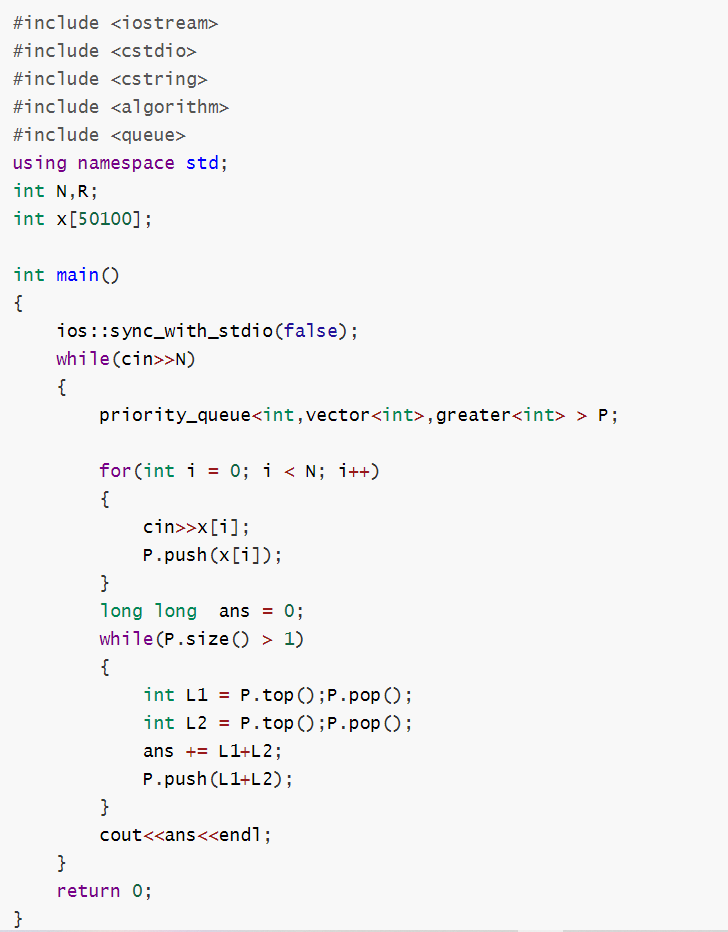 #include <iostream>
#include <cstdio>
#include <cstring>
#include <algorithm>
#include <queue>
using namespace std;
int N,R;
int x[50100];
int main()
{
ios::sync_with_stdio(false);
while(cin>>N)
{
priority_queue<int,vector<int>,greater<int> > P;
for(int i = 0; i < N; i++)
{
cin>>x[i];
P.push(x[i]);
}
long long  ans = 0;
while(P.size() > 1)
{
int L1 = P.top();P.pop();
int L2 = P.top();P.pop();
ans += L1+L2;
P.push(L1+L2);
}
cout<<ans<<endl;
}
return 0;
}